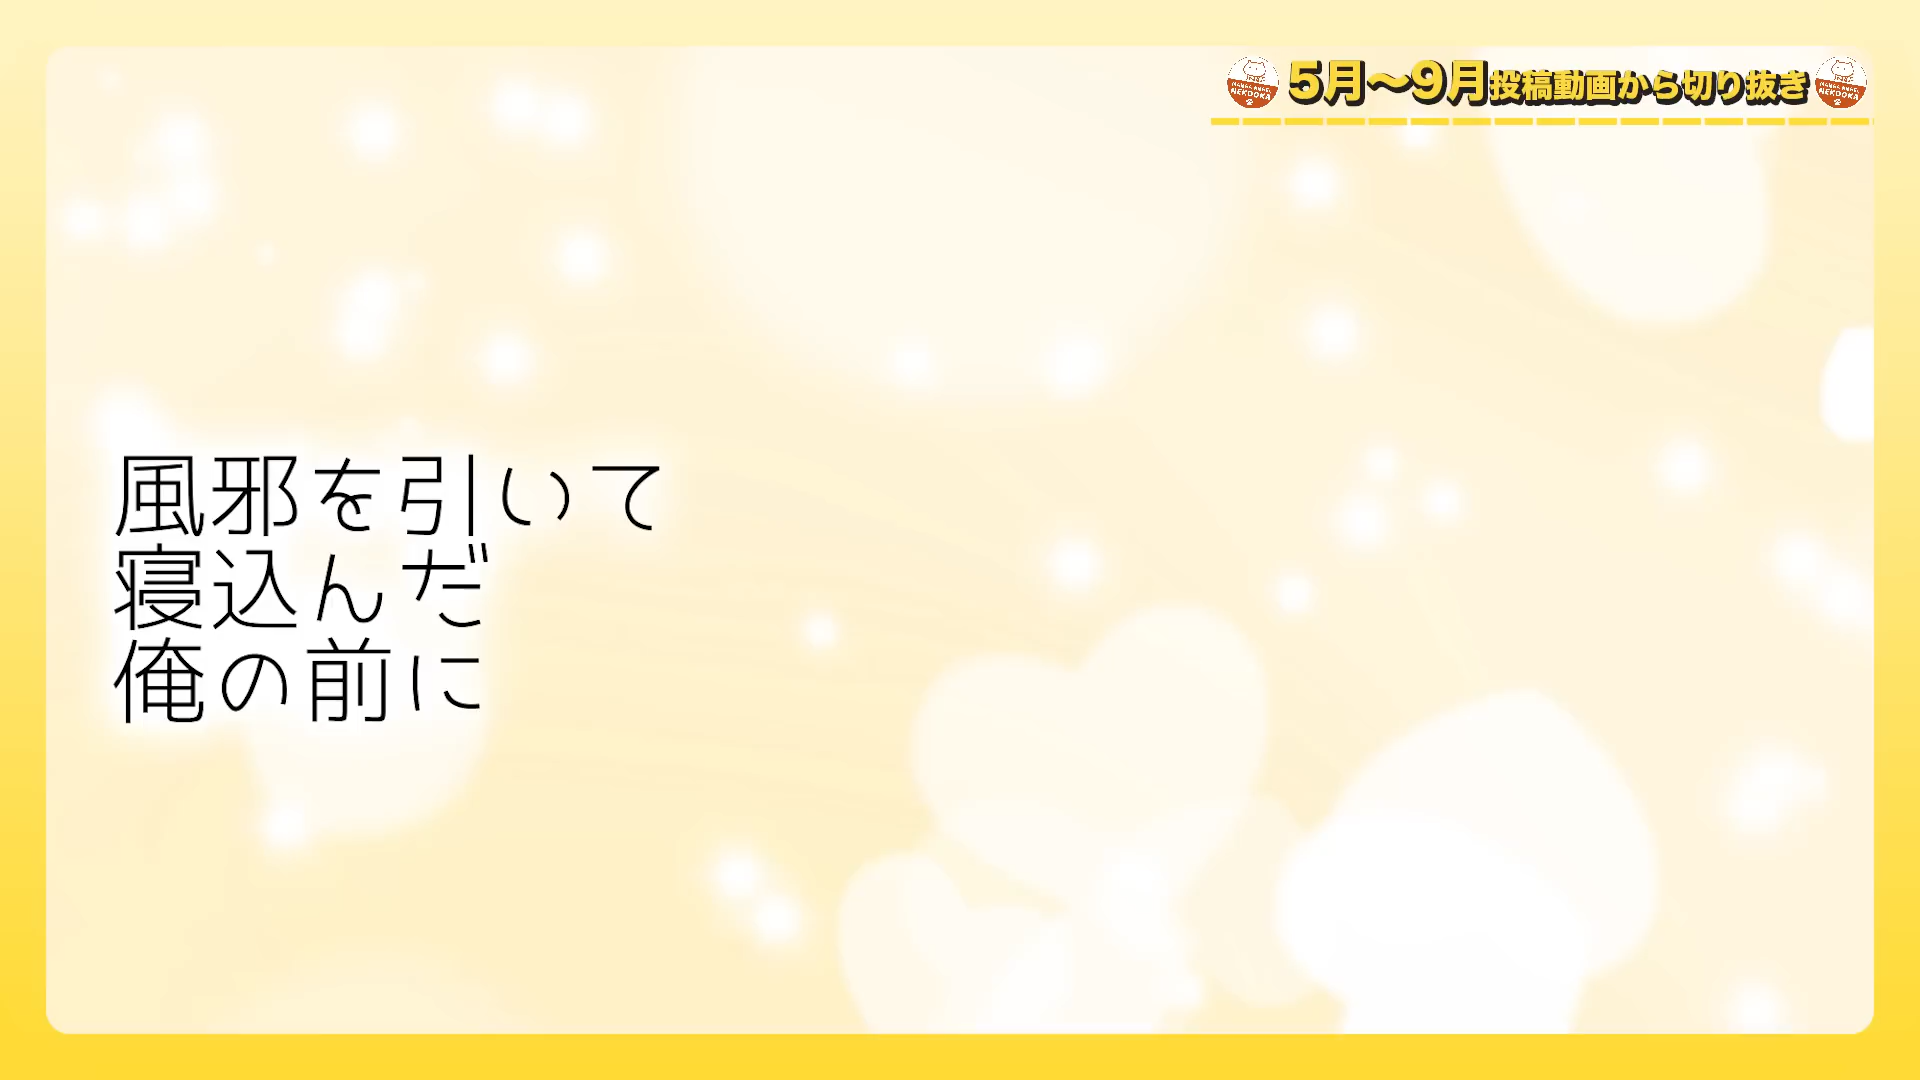 5月〜9月投稿動画から切り抜き
風邪を引いて
寝込んだ
俺の前に